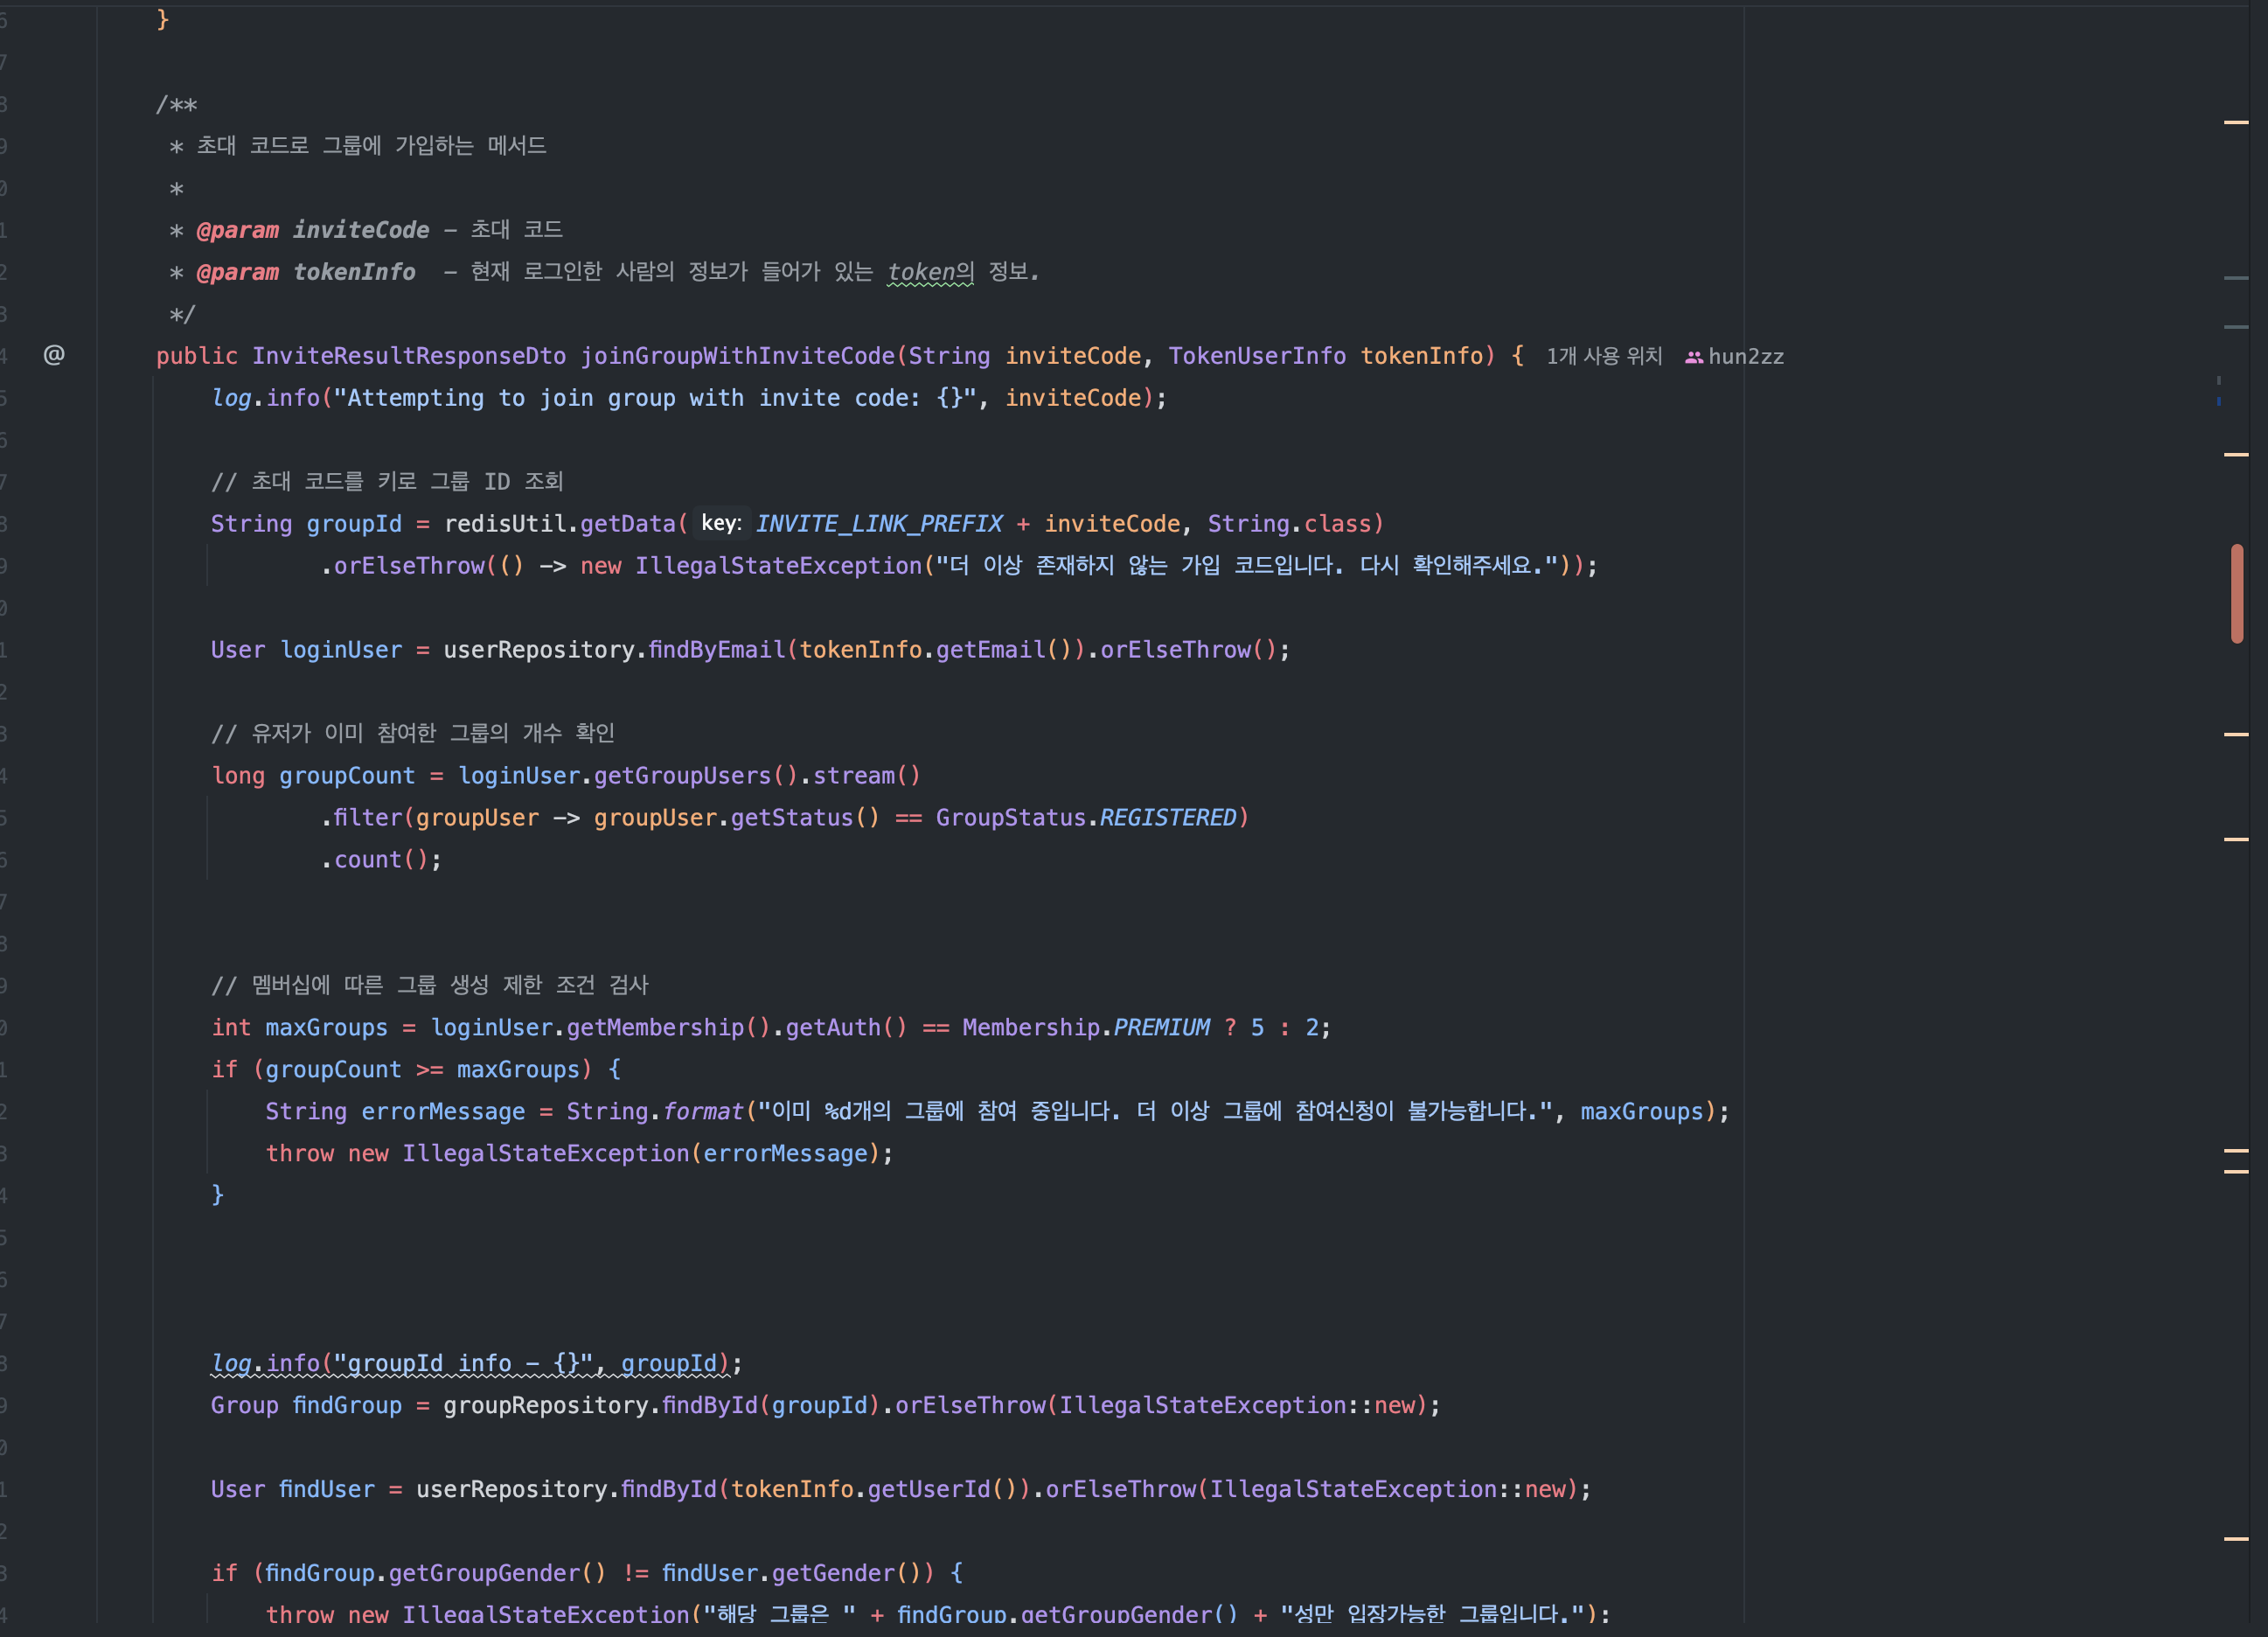 }
/**
* 초대 코드로 그룹에 가입하는 메서드
*
* @param inviteCode - 초대 코드
* @param tokenInfo - 현재 로그인한 사람의 정보가 들어가 있는 token의 정보.
*/
@ public InviteResultResponseDto joinGroupWithInviteCode(String inviteCode, TokenUserInfo tokenInfo) { 1개 사용 위치 hun2zz
log.info("Attempting to join group with invite code: {}", inviteCode);
// 초대 코드를 키로 그룹 ID 조회
String groupId = redisUtil.getData( key: INVITE_LINK_PREFIX + inviteCode, String.class)
.orElseThrow(() -> new IllegalStateException("더 이상 존재하지 않는 가입 코드입니다. 다시 확인해주세요."));
User loginUser = userRepository.findByEmail(tokenInfo.getEmail()).orElseThrow();
// 유저가 이미 참여한 그룹의 개수 확인
long groupCount = loginUser.getGroupUsers().stream()
.filter(groupUser -> groupUser.getStatus() == GroupStatus.REGISTERED)
.count();
// 멤버십에 따른 그룹 생성 제한 조건 검사
int maxGroups = loginUser.getMembership().getAuth() == Membership.PREMIUM ? 5 : 2;
if (groupCount >= maxGroups) {
String errorMessage = String.format("이미 %d개의 그룹에 참여 중입니다. 더 이상 그룹에 참여신청이 불가능합니다.", maxGroups);
throw new IllegalStateException(errorMessage);
}
log.info("groupId info - {}", groupId);
Group findGroup = groupRepository.findById(groupId).orElseThrow(IllegalStateException::new);
User findUser = userRepository.findById(tokenInfo.getUserId()).orElseThrow(IllegalStateException::new);
if (findGroup.getGroupGender() != findUser.getGender()) {
throw new IllegalStateException("해당 그룹은 " + findGroup.getGroupGender() + "성만 입장가능한 그룹입니다.");